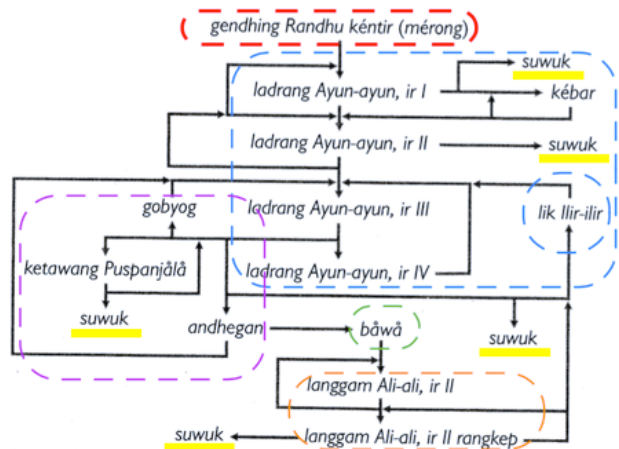 gendhing Randhu kéntir (mérong)
suwuk
ladrang Ayun-ayun, ir I
kébar
ladrang Ayun-ayun, ir II
suwuk
gobyog
ladrang Ayun-ayun, ir III
lik Ilir-ilir
ketawang Puspanjålå
ladrang Ayun-ayun, ir IV
suwuk
andhegan
båwå
suwuk
langgam Ali-ali, ir II
suwuk
langgam Ali-ali, ir II rangkep